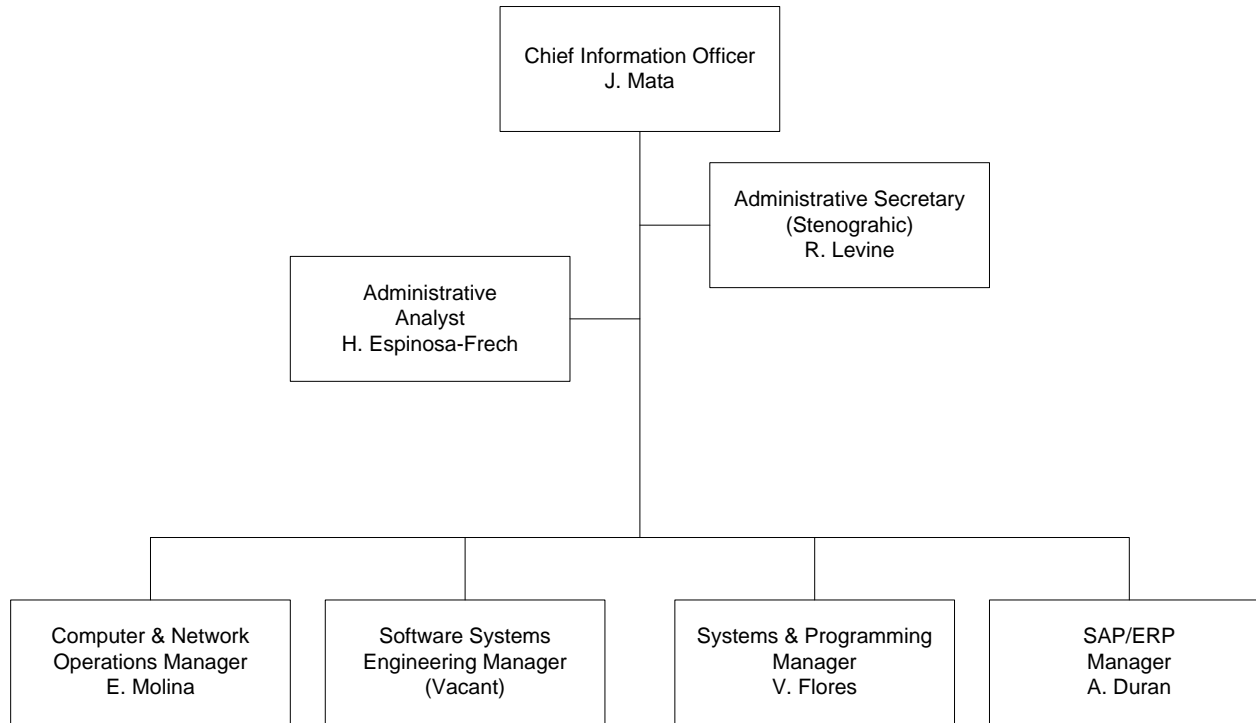 Chief Information Officer
J. Mata
Administrative Secretary
(Stenograhic)
R. Levine
Administrative
Analyst
H. Espinosa-Frech
Computer & Network
Operations Manager
E. Molina
Software Systems
Engineering Manager
(Vacant)
Systems & Programming
Manager
V. Flores
SAP/ERP
Manager
A. Duran